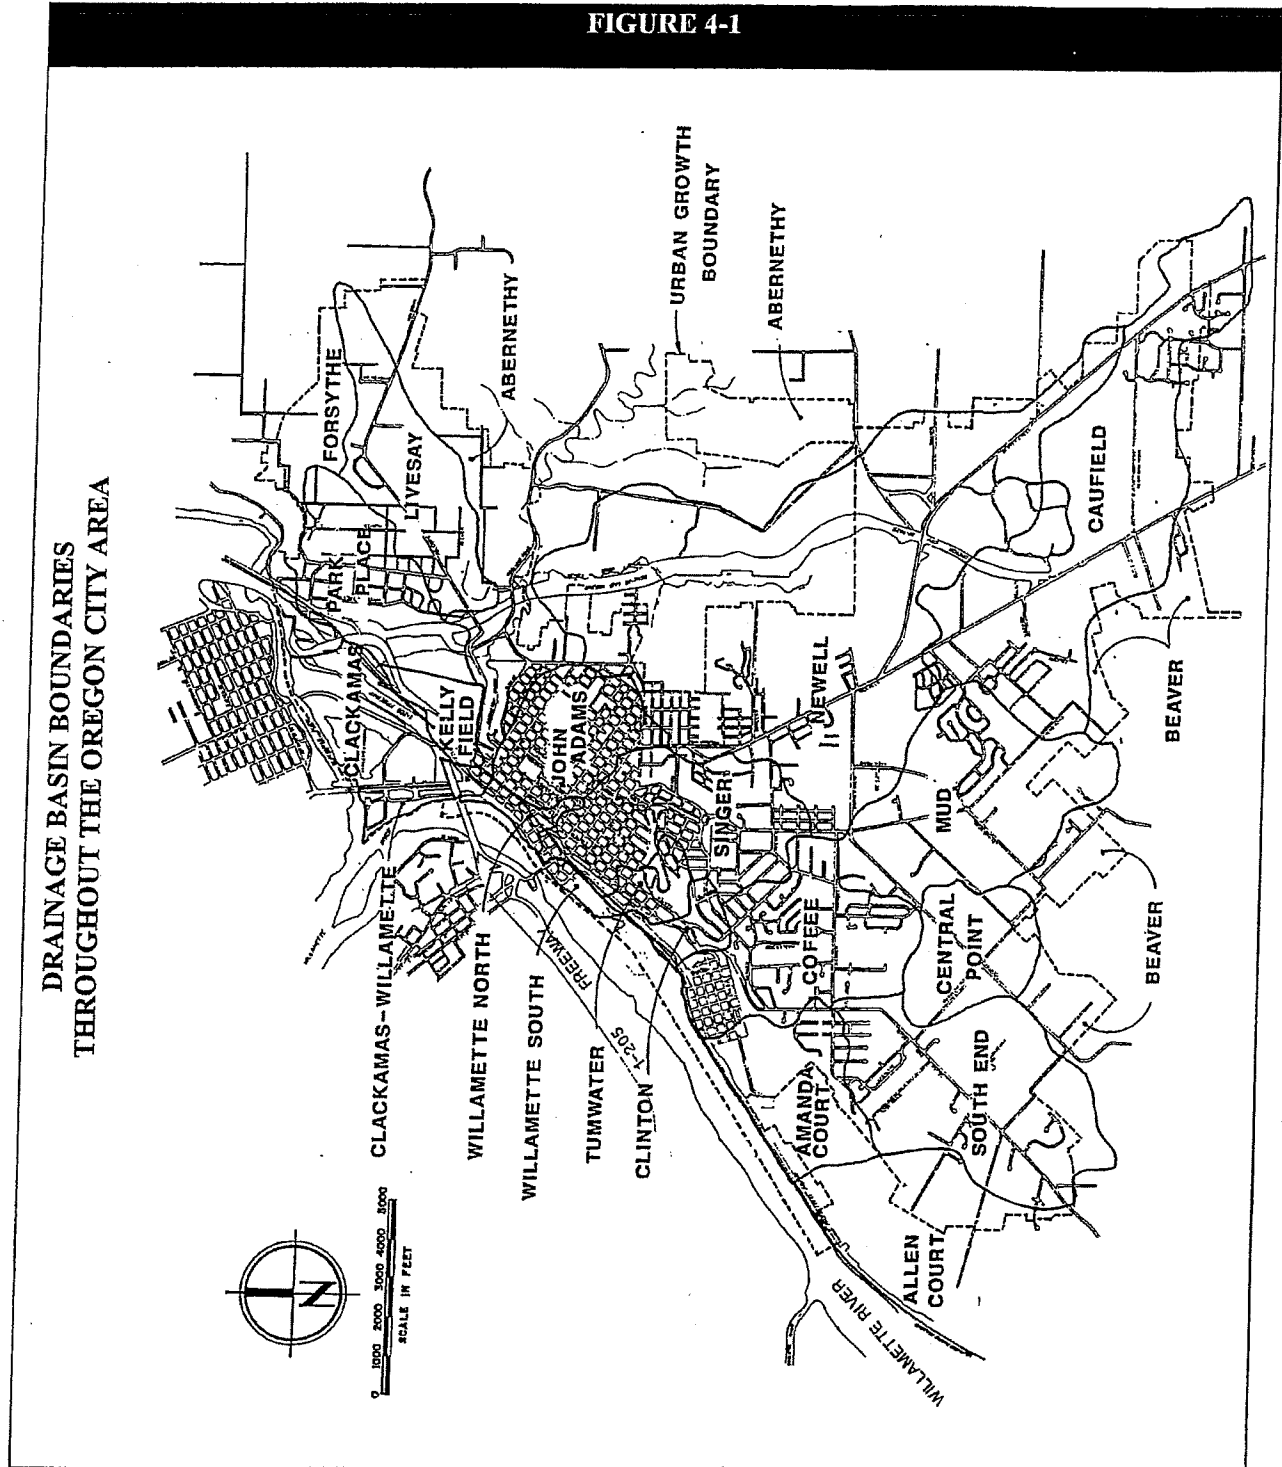 FIGURE 4-1
DRAINAGE BASIN BOUNDARIES
THROUGHOUT THE OREGON CITY AREA
FORSYTHE
LIVESAY
ABERNETHY
PARK
PLACE
CLACKAMAS
KELLY
FIELD
JOHN
ADAMS
URBAN GROWTH
BOUNDARY
ABERNETHY
CLACKAMAS-WILLAMETTE
WILLAMETTE NORTH
WILLAMETTE SOUTH
TUMWATER
CLINTON
FREEWAY
I-205
SINGER
NEWELL
CAUFIELD
COFFEE
MUD
BEAVER
CENTRAL
POINT
BEAVER
AMANDA
COURT
SOUTH END
ALLEN
COURT
WILLAMETTE RIVER
N
0 1000 2000 3000 4000 5000
SCALE IN FEET